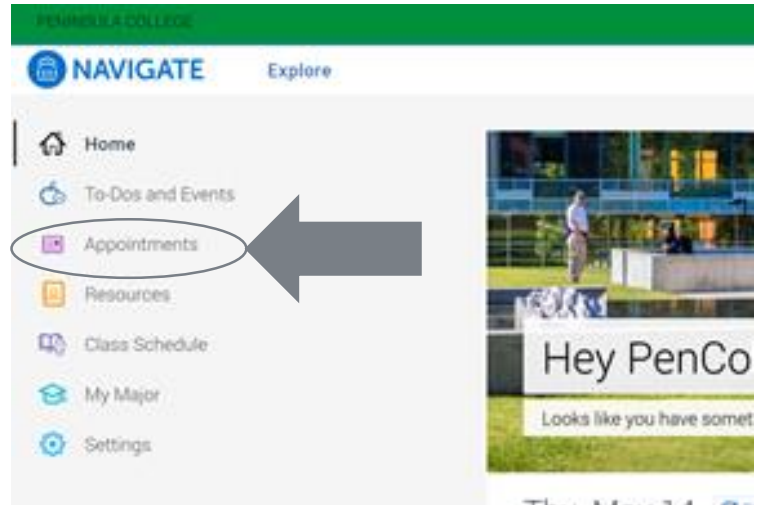 PENINSULA COLLEGE
NAVIGATE Explore
Home
To-Dos and Events
Appointments
Resources
Class Schedule
My Major
Settings
Hey PenCo
Looks like you have somet